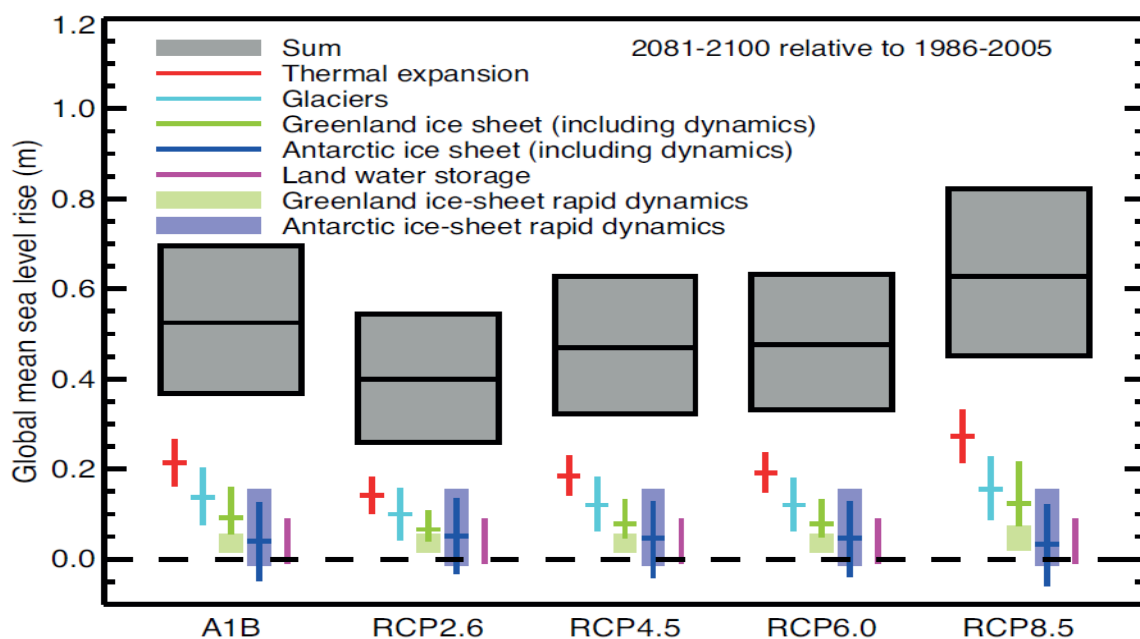 Global mean sea level rise (m)
1.2
1.0
0.8
0.6
0.4
0.2
0.0
Sum
2081-2100 relative to 1986-2005
Thermal expansion
Glaciers
Greenland ice sheet (including dynamics)
Antarctic ice sheet (including dynamics)
Land water storage
Greenland ice-sheet rapid dynamics
Antarctic ice-sheet rapid dynamics
A1B RCP2.6 RCP4.5 RCP6.0 RCP8.5